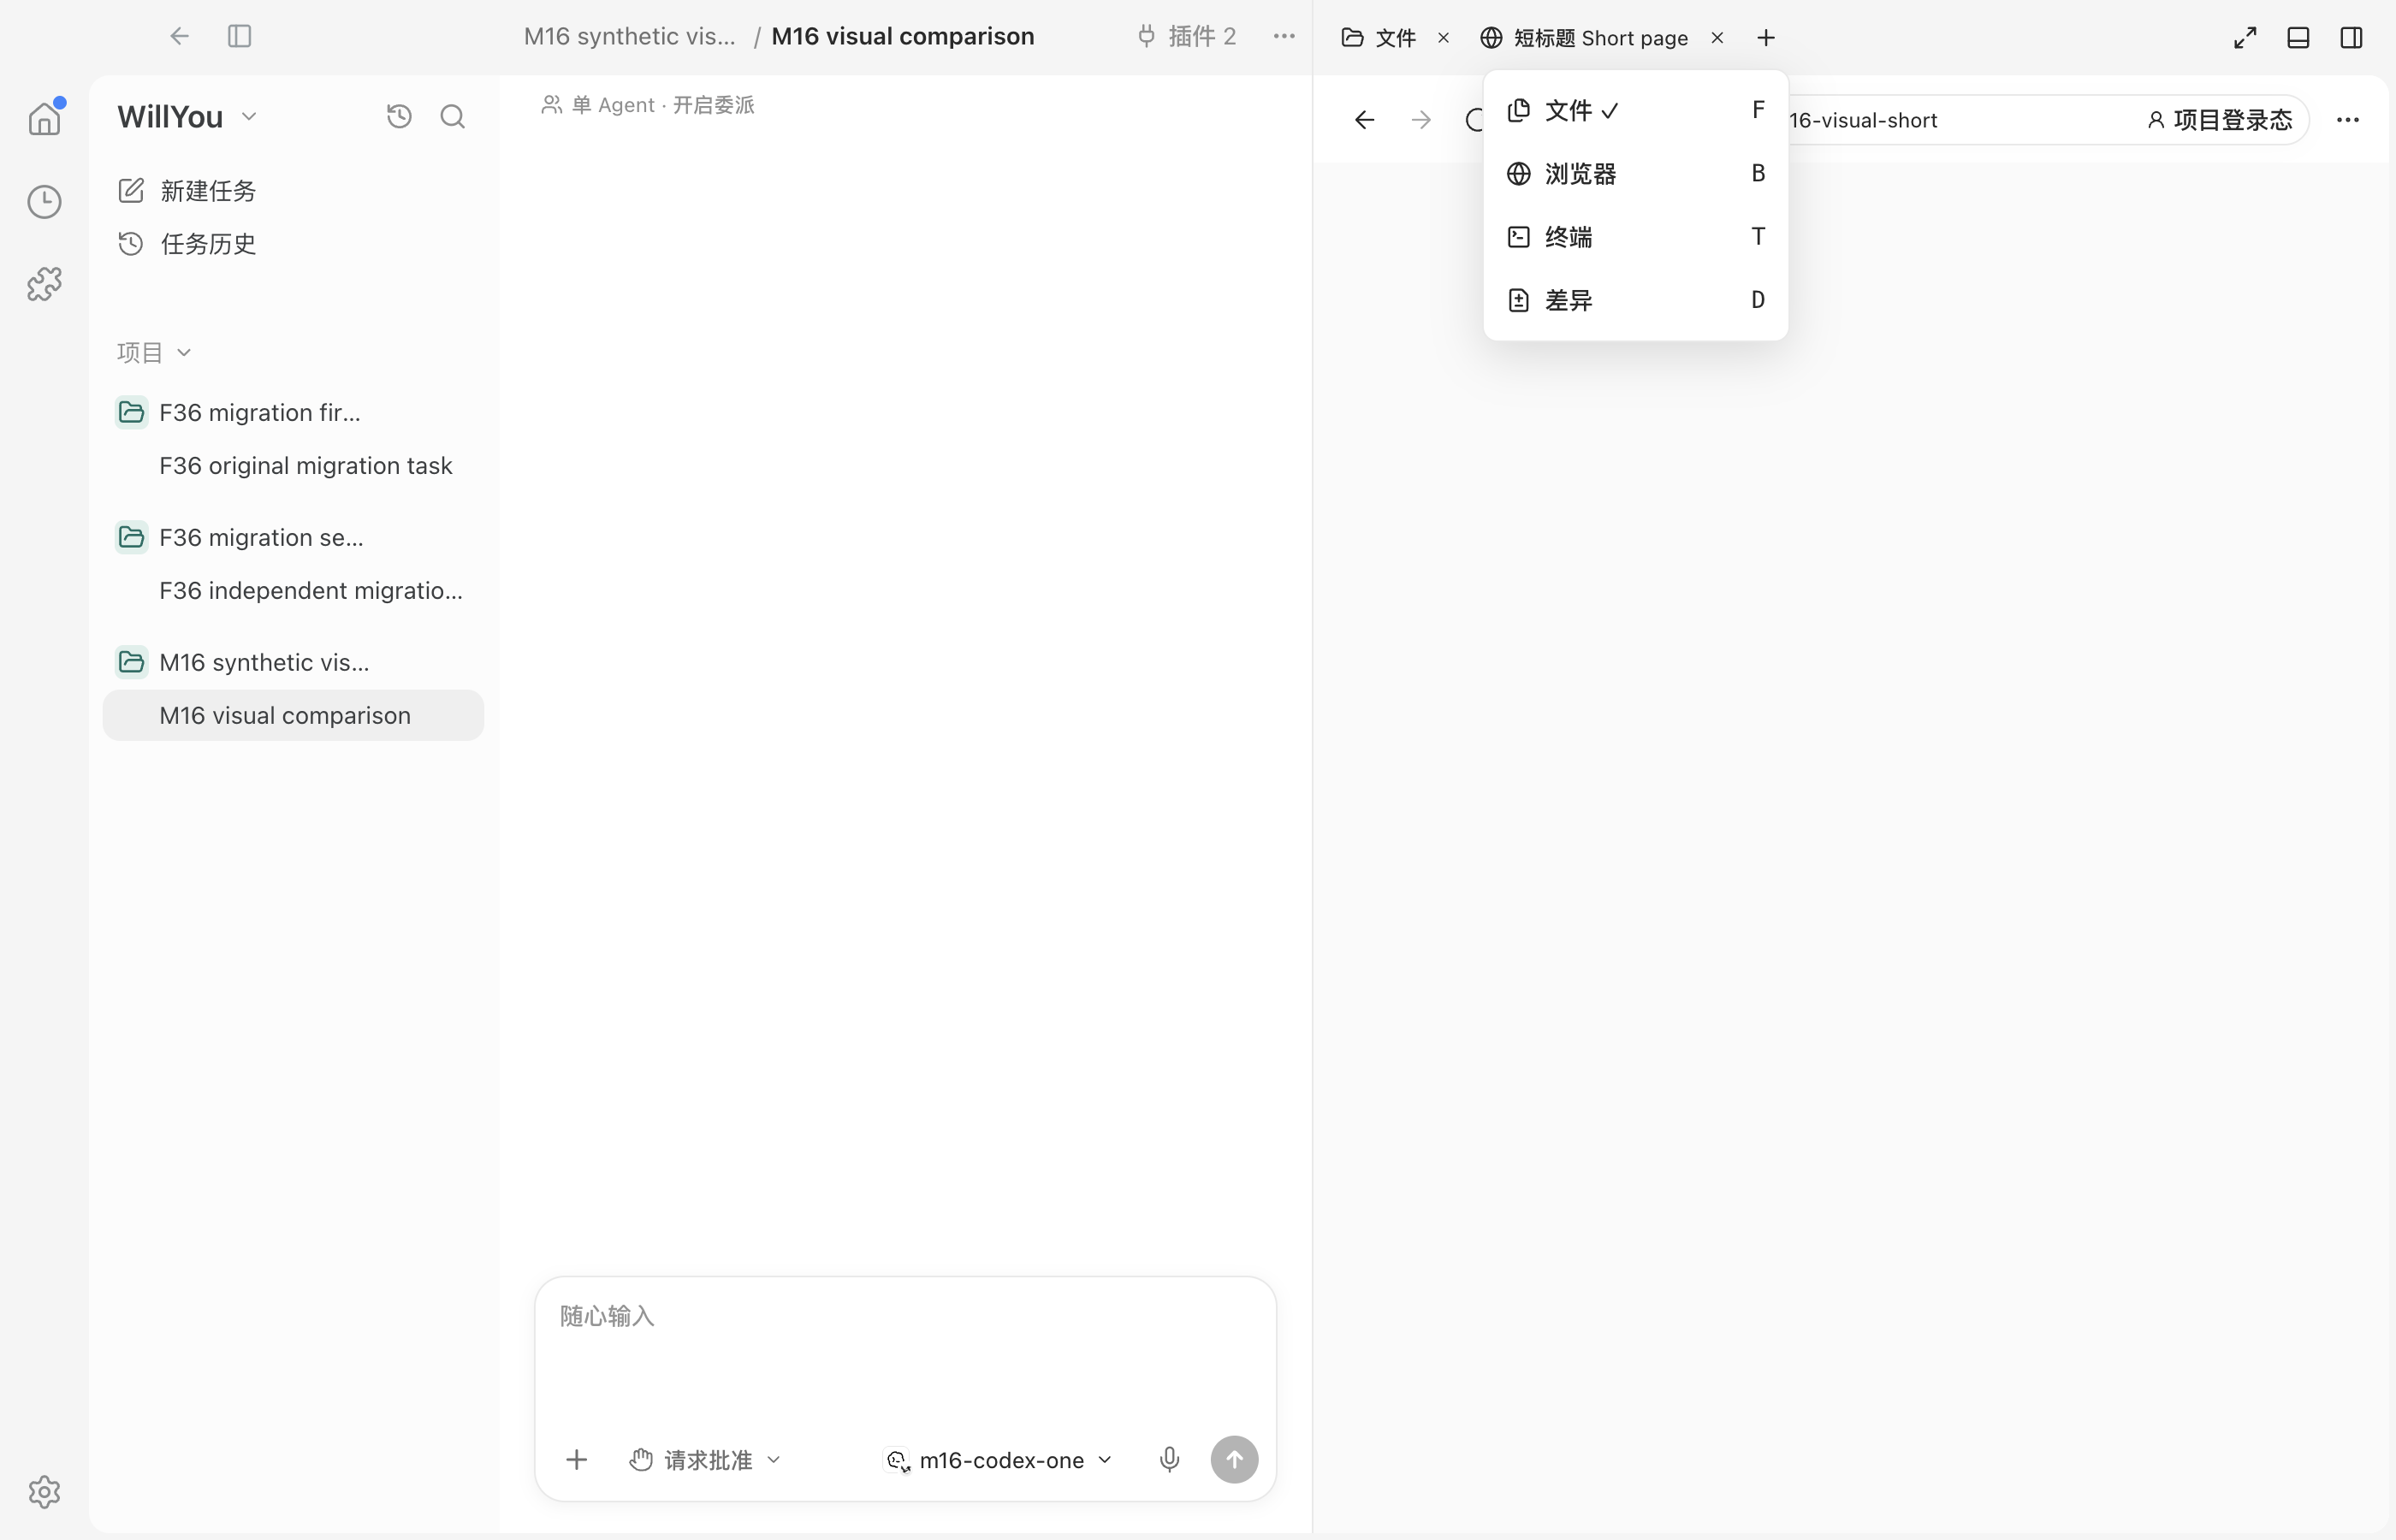 M16 synthetic vis... / M16 visual comparison
插件 2
文件
短标题 Short page
WillYou
新建任务
任务历史
项目
F36 migration fir...
F36 original migration task
F36 migration se...
F36 independent migratio...
M16 synthetic vis...
M16 visual comparison
单 Agent · 开启委派
随心输入
请求批准
m16-codex-one
16-visual-short
项目登录态
文件 F
浏览器 B
终端 T
差异 D